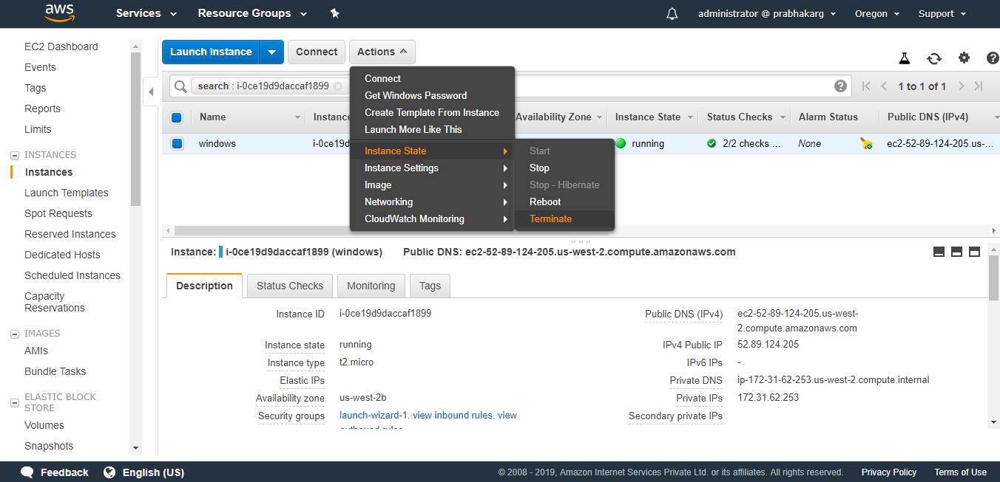 aws
Services
Resource Groups
administrator @ prabhakarg
Oregon
Support
EC2 Dashboard
Events
Tags
Reports
Limits
INSTANCES
Instances
Launch Templates
Spot Requests
Reserved Instances
Dedicated Hosts
Scheduled Instances
Capacity
Reservations
IMAGES
AMIs
Bundle Tasks
ELASTIC BLOCK
STORE
Volumes
Snapshots
Launch Instance
Connect
Actions
search : i-0ce19d9daccaf1899
1 to 1 of 1
Name
Instance
Availability Zone
Instance State
Status Checks
Alarm Status
Public DNS (IPv4)
windows
i-0ce19d
running
2/2 checks ...
None
ec2-52-89-124-205.us-...
Connect
Get Windows Password
Create Template From Instance
Launch More Like This
Instance State
Instance Settings
Image
Networking
CloudWatch Monitoring
Start
Stop
Stop - Hibernate
Reboot
Terminate
Instance: i-0ce19d9daccaf1899 (windows) Public DNS: ec2-52-89-124-205.us-west-2.compute.amazonaws.com
Description
Status Checks
Monitoring
Tags
Instance ID i-0ce19d9daccaf1899
Instance state running
Instance type t2.micro
Elastic IPs
Availability zone us-west-2b
Security groups launch-wizard-1. view inbound rules. view
outbound rules
Public DNS (IPv4) ec2-52-89-124-205.us-west-
2.compute.amazonaws.com
IPv4 Public IP 52.89.124.205
IPv6 IPs -
Private DNS ip-172-31-62-253.us-west-2.compute.internal
Private IPs 172.31.62.253
Secondary private IPs
Feedback
English (US)
© 2008 - 2019, Amazon Internet Services Private Ltd. or its affiliates. All rights reserved.
Privacy Policy
Terms of Use